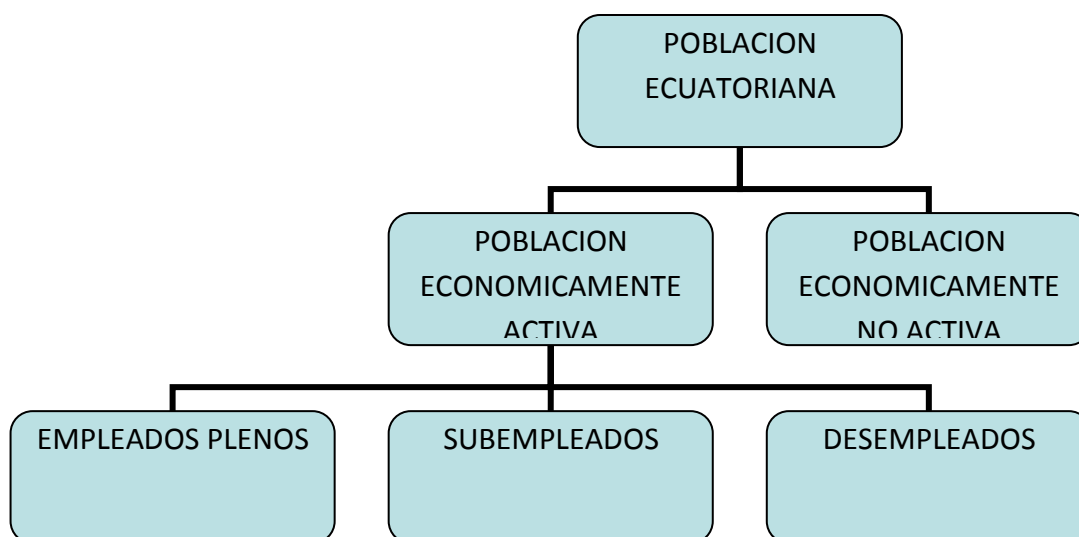 POBLACION
ECUATORIANA
POBLACION
ECONOMICAMENTE
ACTIVA
POBLACION
ECONOMICAMENTE
NO ACTIVA
EMPLEADOS PLENOS
SUBEMPLEADOS
DESEMPLEADOS